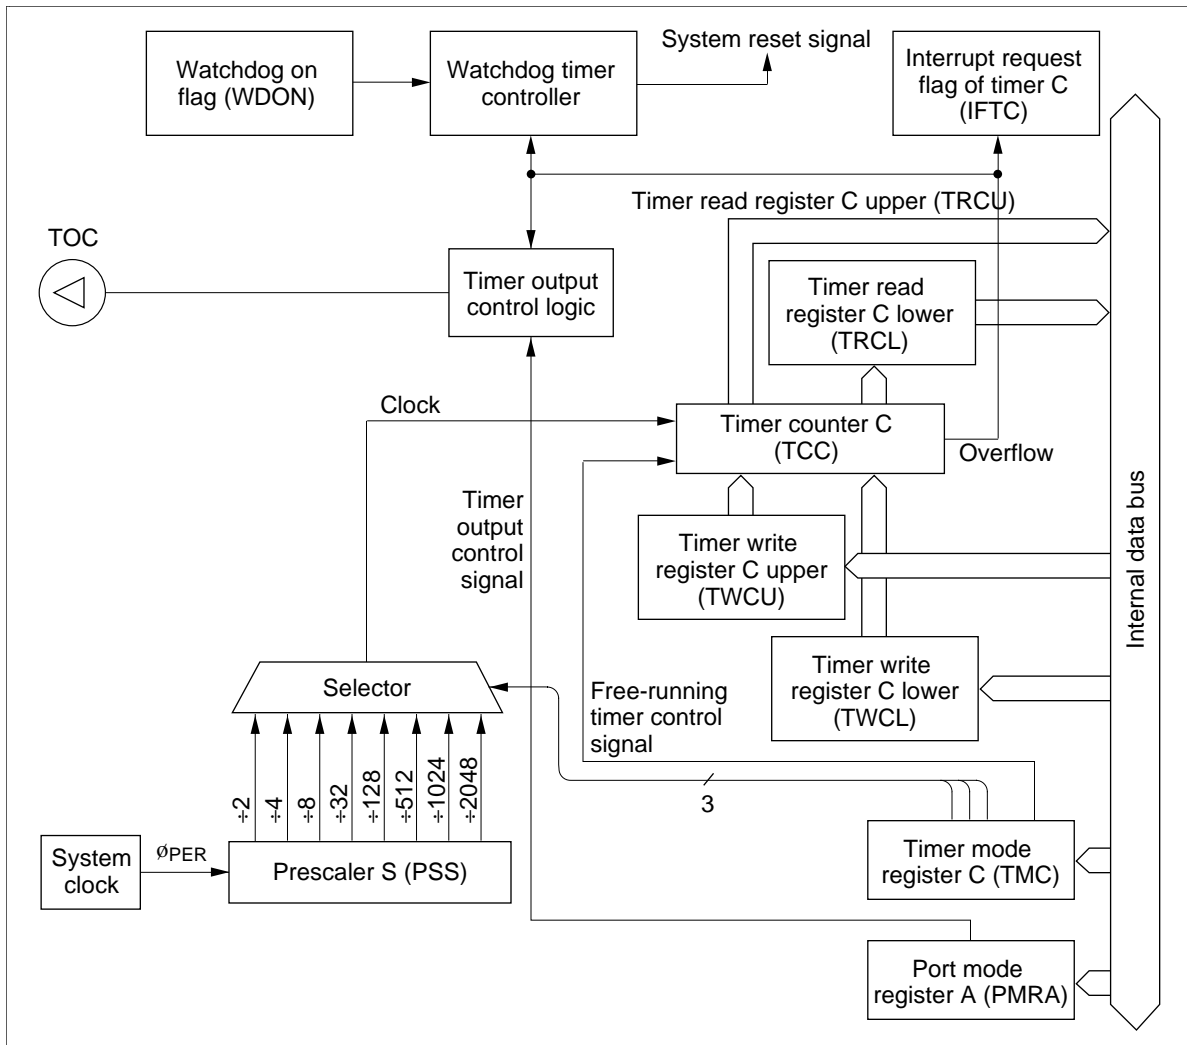 System reset signal
Watchdog on
flag (WDON)
Watchdog timer
controller
Interrupt request
flag of timer C
(IFTC)
Timer read register C upper (TRCU)
TOC
Timer output
control logic
Timer read
register C lower
(TRCL)
Clock
Timer counter C
(TCC)
Overflow
Timer
output
control
signal
Timer write
register C upper
(TWCU)
Internal data bus
Selector
Free-running
timer control
signal
Timer write
register C lower
(TWCL)
÷2
÷4
÷8
÷32
÷128
÷512
÷1024
÷2048
3
System
clock
øPER
Prescaler S (PSS)
Timer mode
register C (TMC)
Port mode
register A (PMRA)